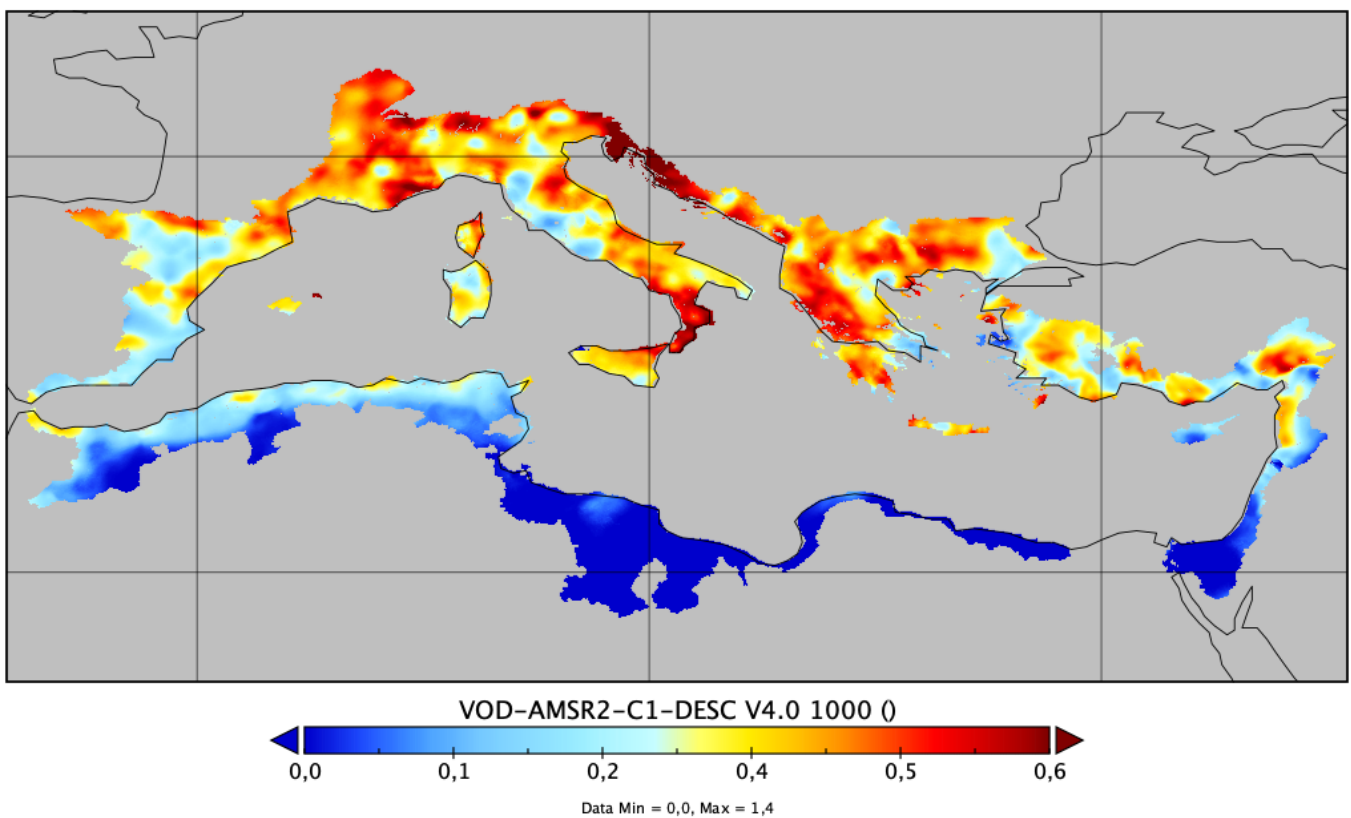 VOD-AMSR2-C1-DESC V4.0 1000 ()
0,0 0,1 0,2 0,4 0,5 0,6
Data Min = 0,0, Max = 1,4